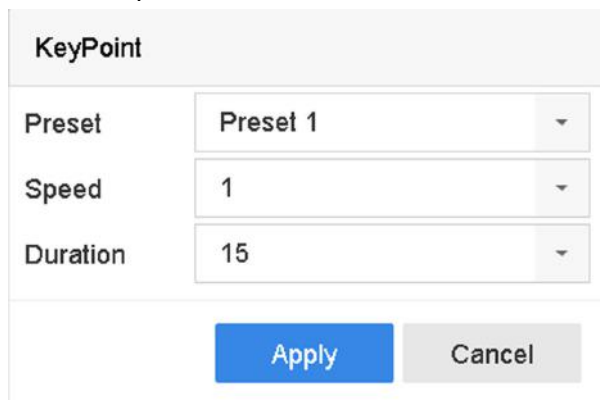 KeyPoint
Preset Preset 1
Speed 1
Duration 15
Apply Cancel